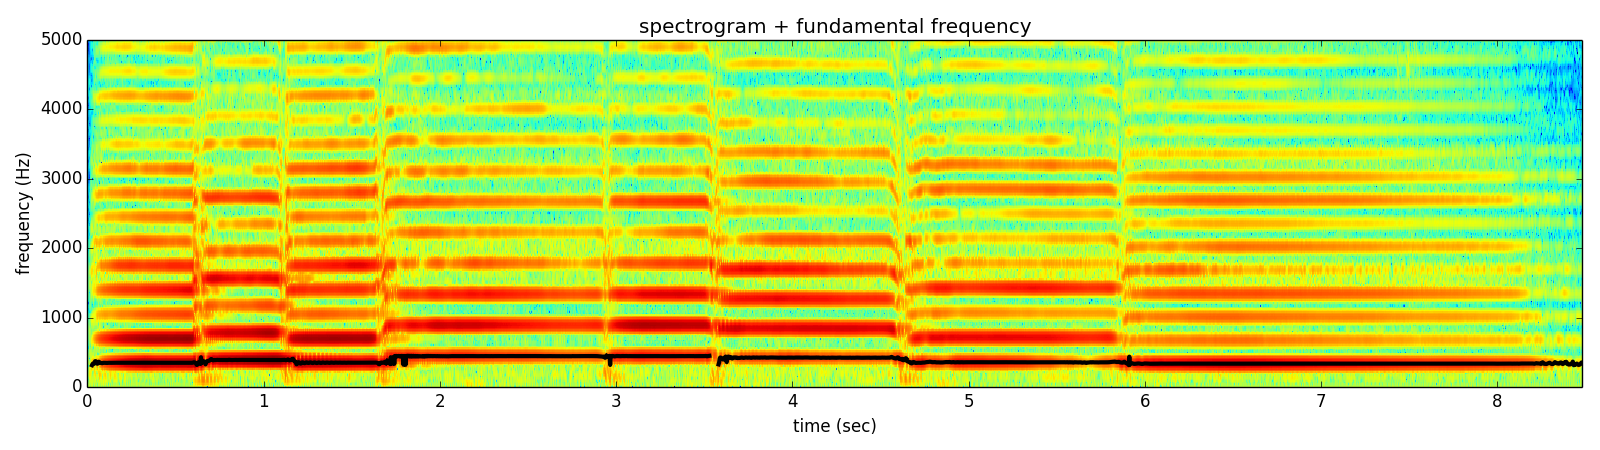 spectrogram + fundamental frequency
frequency (Hz)
5000
4000
3000
2000
1000
0
0 1 2 3 4 5 6 7 8
time (sec)